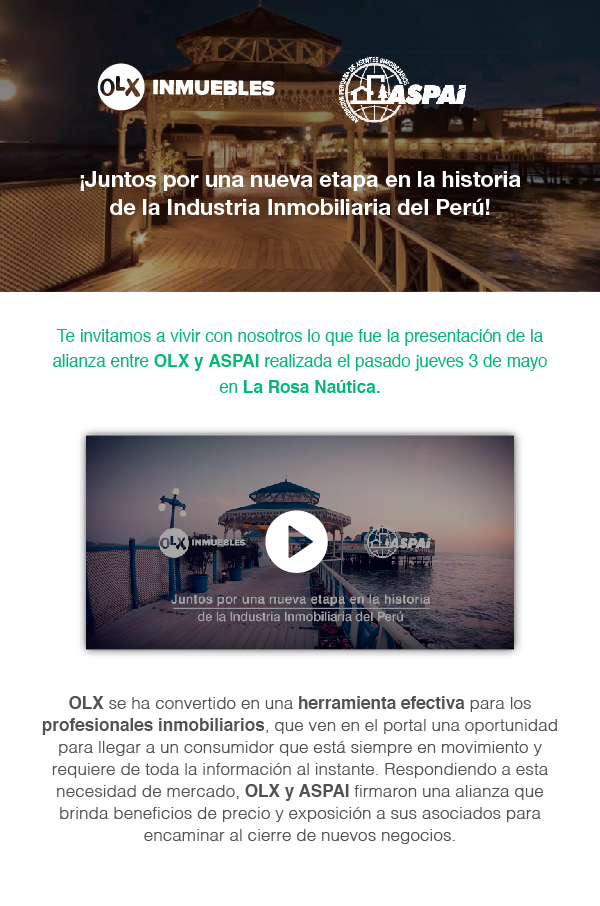 OLX INMUEBLES
ASOCIACIÓN PERUANA DE AGENTES INMOBILIARIOS
ASPAi
¡Juntos por una nueva etapa en la historia
de la Industria Inmobiliaria del Perú!
Te invitamos a vivir con nosotros lo que fue la presentación de la
alianza entre OLX y ASPAI realizada el pasado jueves 3 de mayo
en La Rosa Naútica.
OLX INMUEBLES
ASPAi
Juntos por una nueva etapa en la historia
de la Industria Inmobiliaria del Perú
OLX se ha convertido en una herramienta efectiva para los
profesionales inmobiliarios, que ven en el portal una oportunidad
para llegar a un consumidor que está siempre en movimiento y
requiere de toda la información al instante. Respondiendo a esta
necesidad de mercado, OLX y ASPAI firmaron una alianza que
brinda beneficios de precio y exposición a sus asociados para
encaminar al cierre de nuevos negocios.